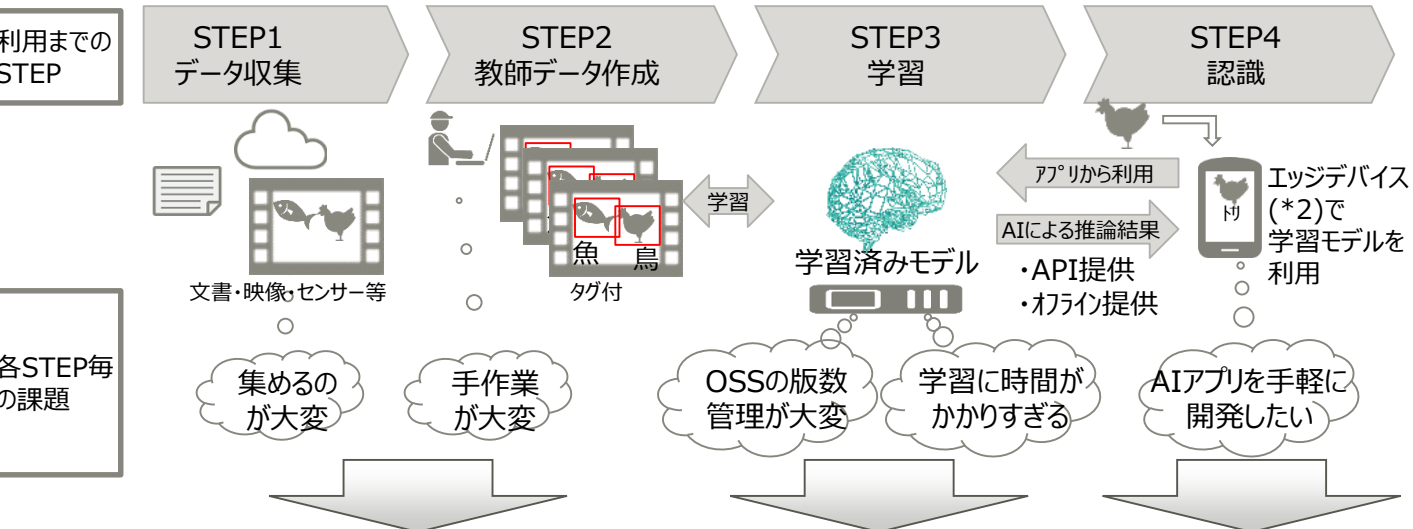 利用までの
STEP
STEP1
データ収集
STEP2
教師データ作成
STEP3
学習
STEP4
認識
文書・映像・センサー等
魚
鳥
タグ付
学習
学習済みモデル
アプリから利用
AIによる推論結果
・API提供
・オフライン提供
トリ
エッジデバイス
(*2)で
学習モデルを
利用
各STEP毎
の課題
集めるの
が大変
手作業
が大変
OSSの版数
管理が大変
学習に時間が
かかりすぎる
AIアプリを手軽に
開発したい